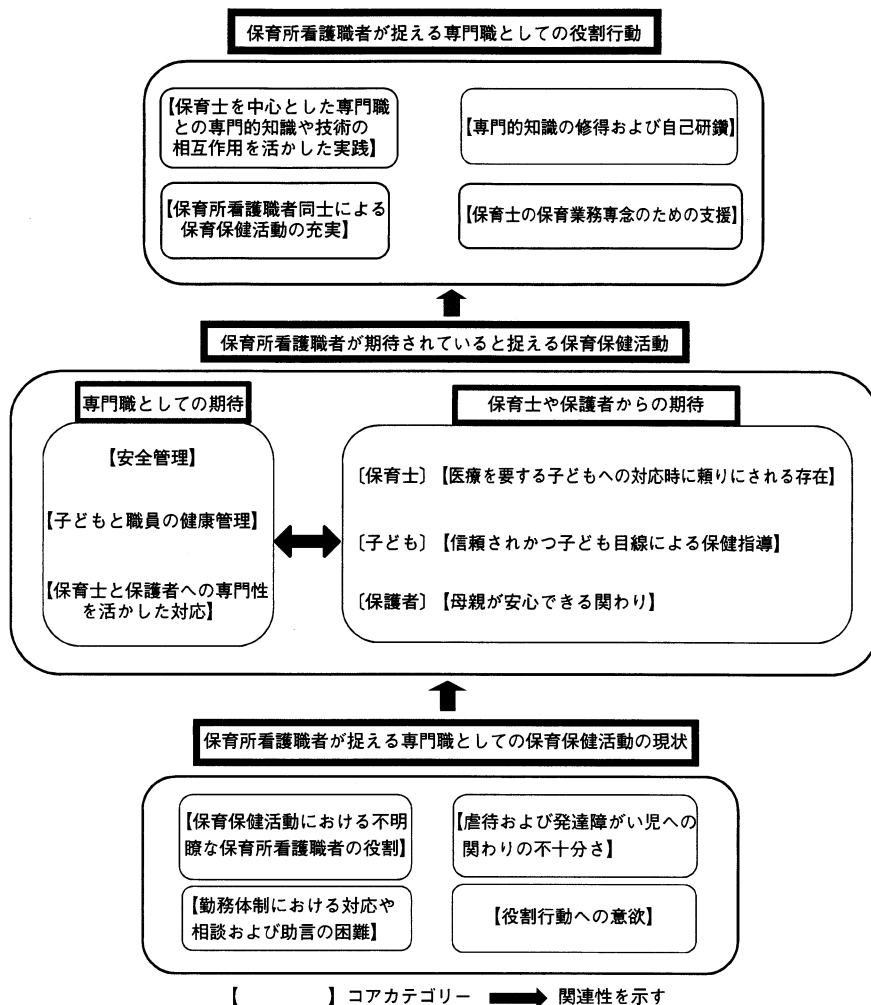 保育所看護職者が捉える専門職としての役割行動
【保育士を中心とした専門職
との専門的知識や技術の
相互作用を活かした実践】
【専門的知識の修得および自己研鑽】
【保育所看護職者同士による
保育保健活動の充実】
【保育士の保育業務専念のための支援】
保育所看護職者が期待されていると捉える保育保健活動
専門職としての期待
【安全管理】
【子どもと職員の健康管理】
【保育士と保護者への専門性
を活かした対応】
保育士や保護者からの期待
〔保育士〕【医療を要する子どもへの対応時に頼りにされる存在】
〔子ども〕【信頼されかつ子ども目線による保健指導】
〔保護者〕【母親が安心できる関わり】
保育所看護職者が捉える専門職としての保育保健活動の現状
【保育保健活動における不明
瞭な保育所看護職者の役割】
【虐待および発達障がい児への
関わりの不十分さ】
【勤務体制における対応や
相談および助言の困難】
【役割行動への意欲】
【　　　】コアカテゴリー　関連性を示す